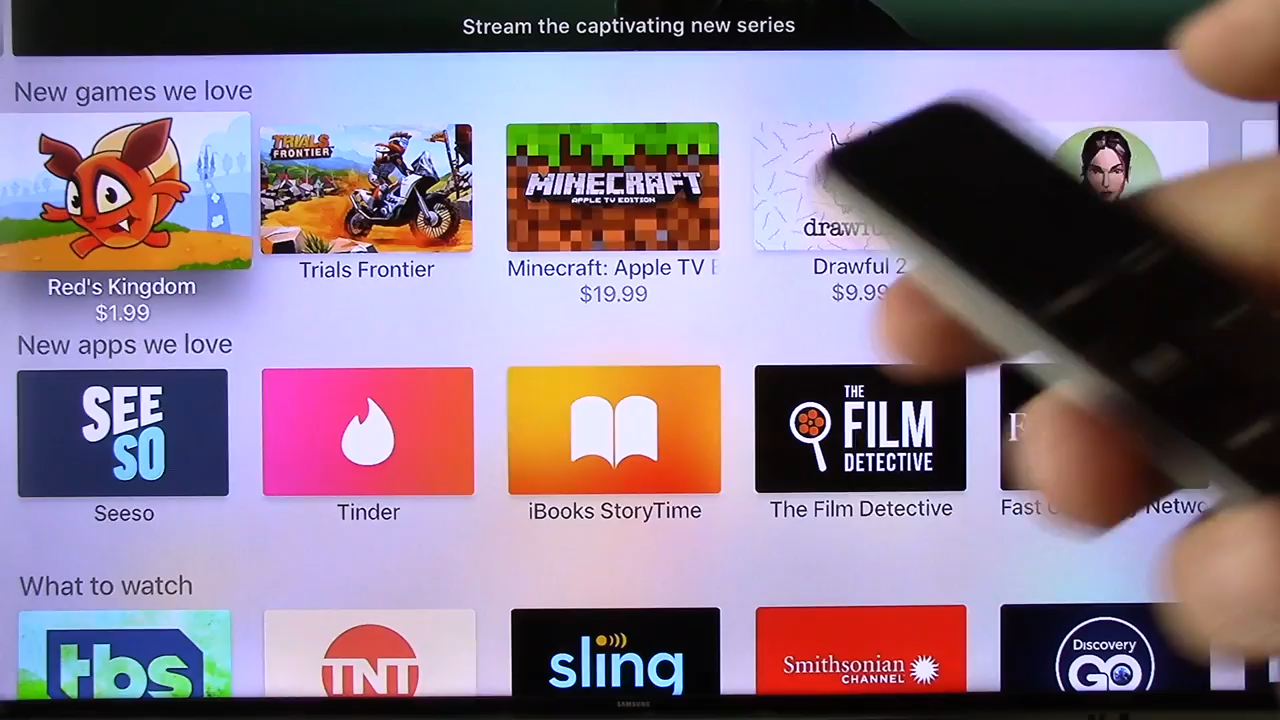 Stream the captivating new series
New games we love
TRIALS
FRONTIER
MINECRAFT
APPLE TV EDITION
Red's Kingdom
$1.99
Trials Frontier
Minecraft: Apple TV
$19.99
Drawful 2
$9.99
New apps we love
SEE
SO
THE
FILM
DETECTIVE
F
Seeso
Tinder
iBooks StoryTime
The Film Detective
Fast
What to watch
tbs
TNT
sling
Smithsonian
CHANNEL
Discovery
GO
SAMSUNG